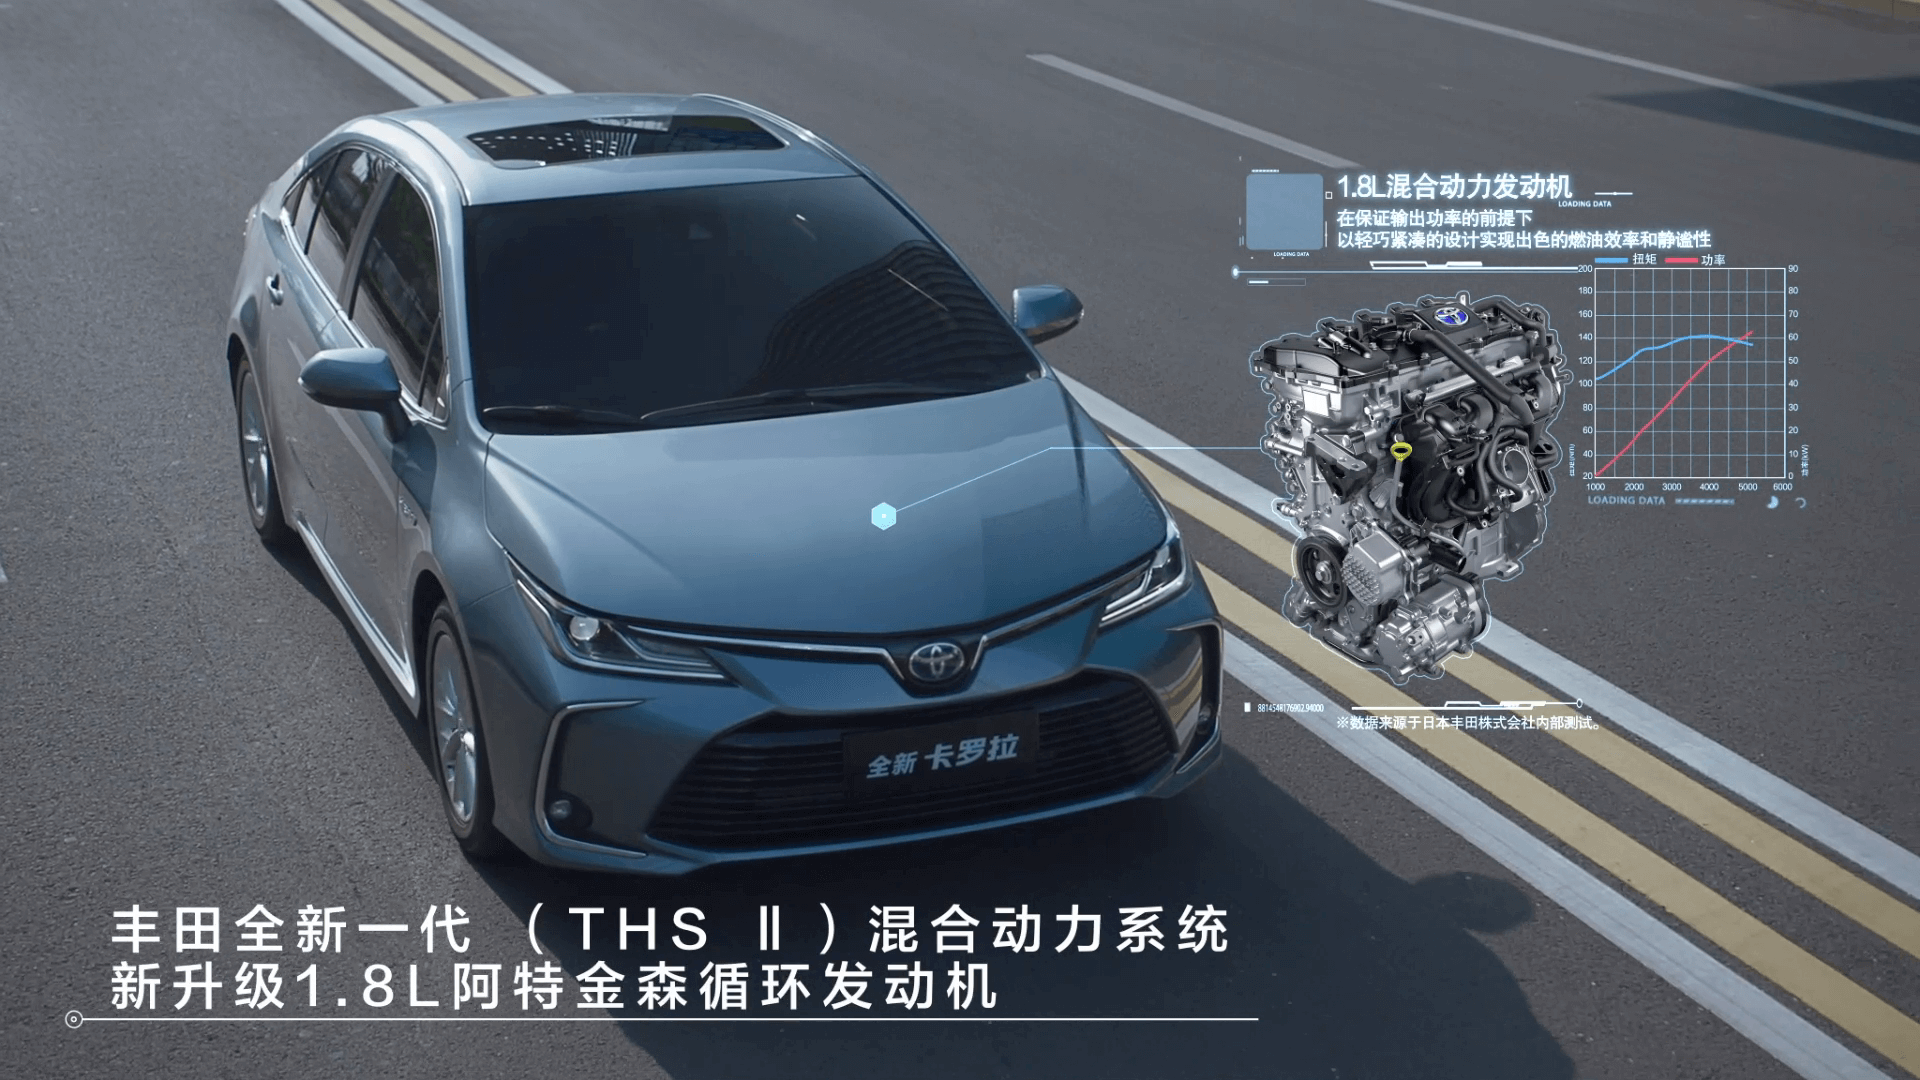 1.8L混合动力发动机
LOADING DATA
在保证输出功率的前提下
以轻巧紧凑的设计实现出色的燃油效率和静谧性
LOADING DATA
扭矩 功率
200 90
180 80
160 70
140 60
120 50
100 40
80 30
60 20
40 10
20 0
1000 2000 3000 4000 5000 6000
功率(kW)
LOADING DATA
8814548176902.94000
※数据来源于日本丰田株式会社内部测试。
全新 卡罗拉
丰田全新一代 （THS Ⅱ）混合动力系统
新升级1.8L阿特金森循环发动机